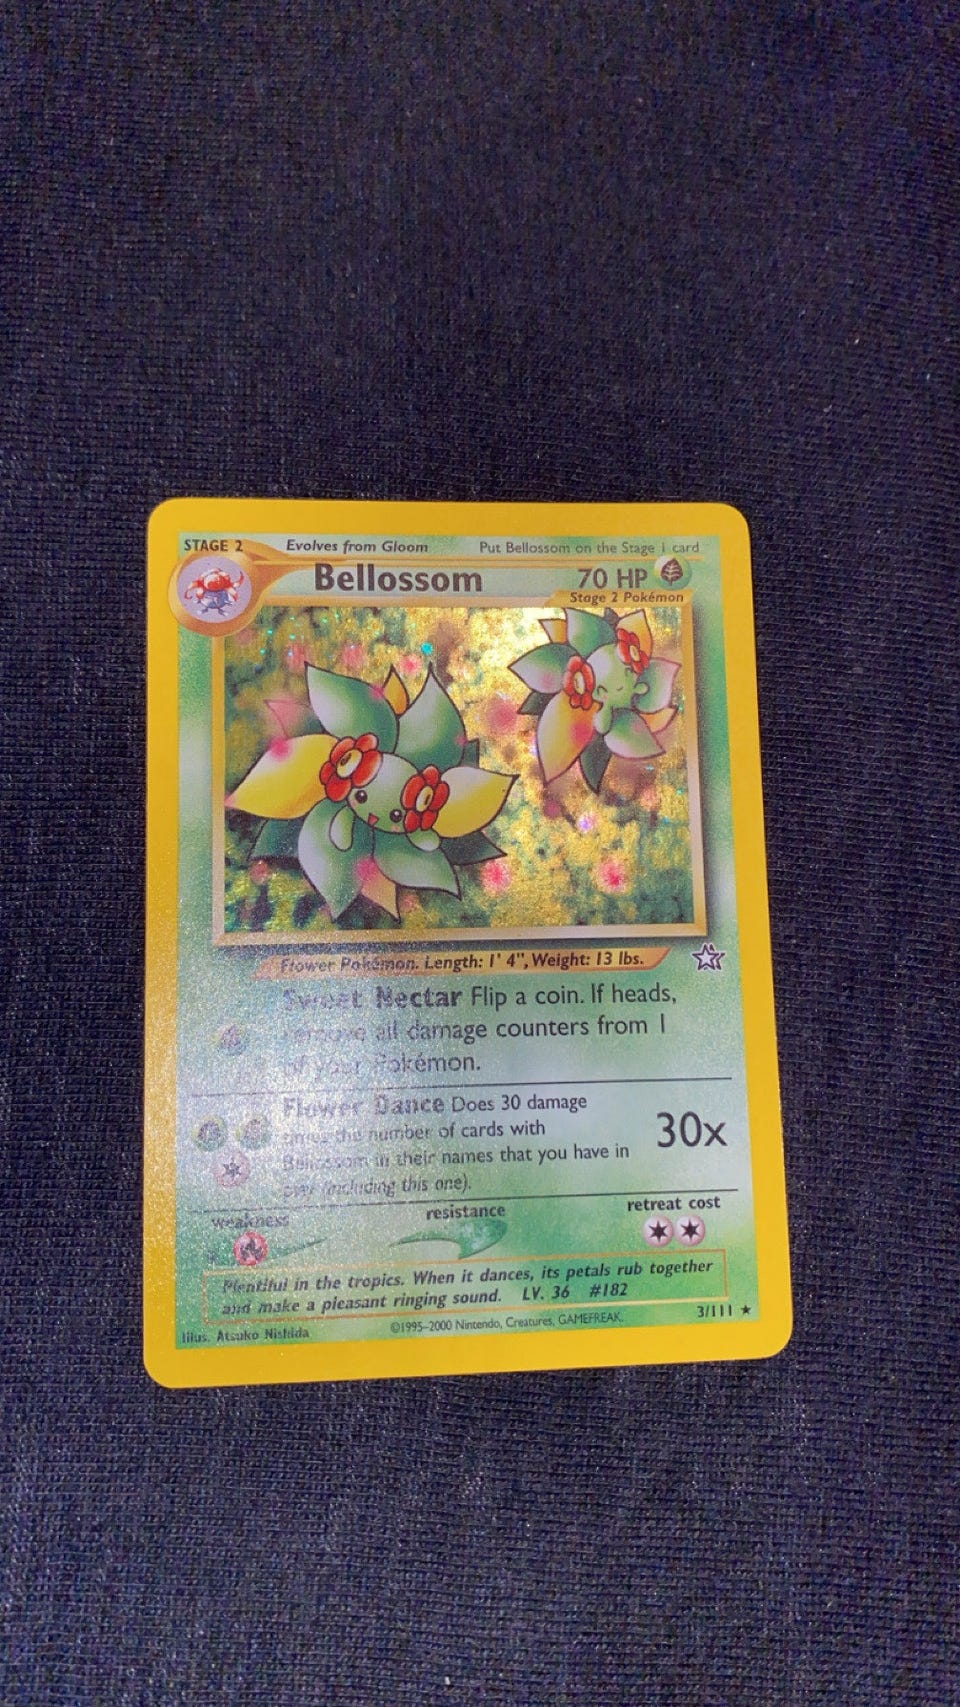 STAGE 2 Evolves from Gloom Put Bellossom on the Stage 1 card
Bellossom 70 HP
Stage 2 Pokémon
Flower Pokémon. Length: 1' 4", Weight: 13 lbs.
Sweet Nectar Flip a coin. If heads,
remove all damage counters from 1
of your Pokémon.
Flower Dance Does 30 damage
times the number of cards with
Bellossom in their names that you have in
play (including this one).
30x
weakness resistance retreat cost
Plentiful in the tropics. When it dances, its petals rub together
and make a pleasant ringing sound. LV. 36 #182
Illus. Atsuko Nishida ©1995-2000 Nintendo, Creatures, GAMEFREAK. 3/111 ★